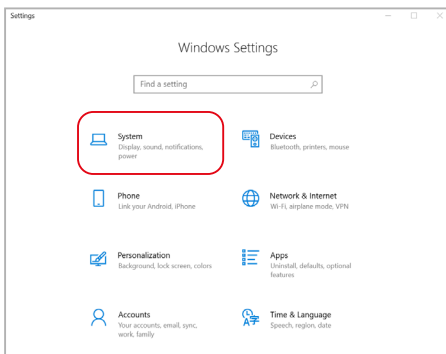 Settings
Windows Settings
Find a setting
System
Display, sound, notifications,
power
Devices
Bluetooth, printers, mouse
Phone
Link your Android, iPhone
Network & Internet
Wi-Fi, airplane mode, VPN
Personalization
Background, lock screen, colors
Apps
Uninstall, defaults, optional
features
Accounts
Your accounts, email, sync,
work, family
Time & Language
Speech, region, date